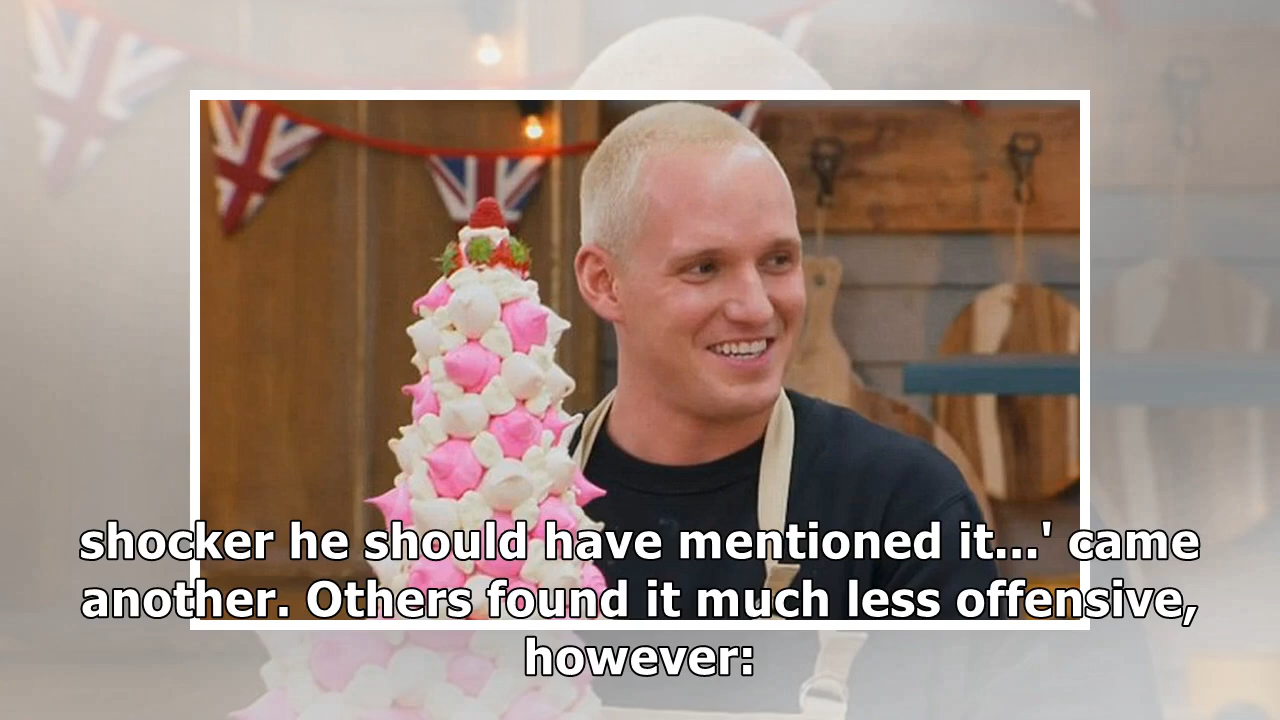 shocker he should have mentioned it...' came
another. Others found it much less offensive,
however: